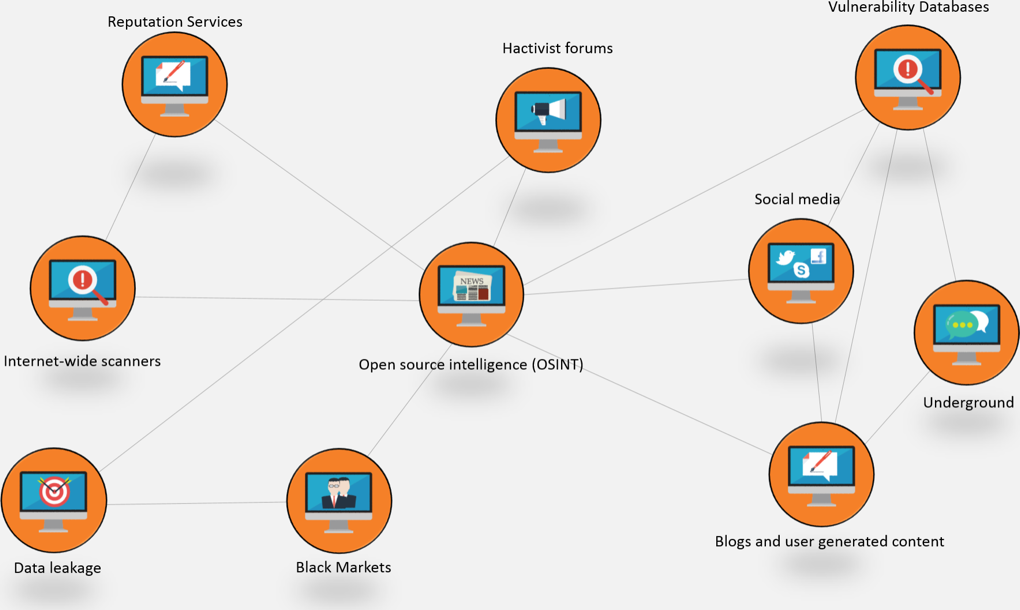 Vulnerability Databases
Reputation Services
Hactivist forums
Social media
NEWS
Internet-wide scanners
Open source intelligence (OSINT)
Underground
Blogs and user generated content
Data leakage
Black Markets